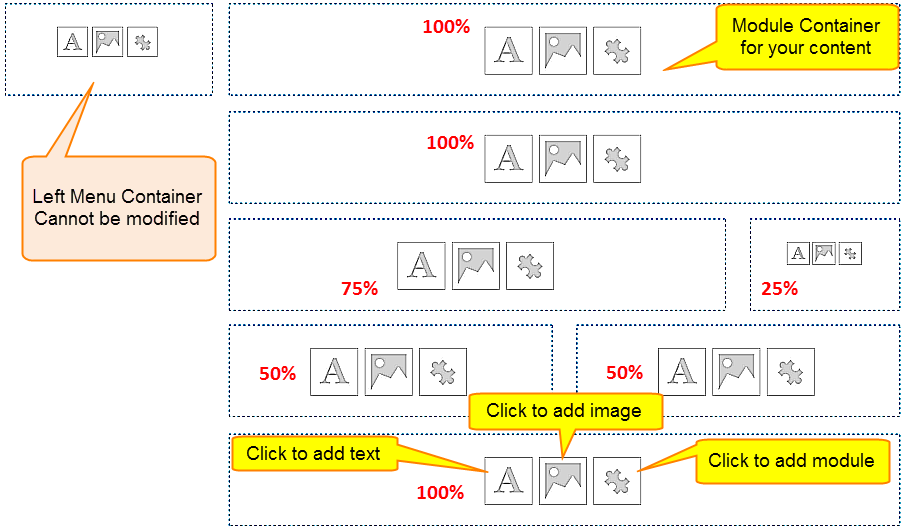 100%
Module Container
for your content
100%
Left Menu Container
Cannot be modified
75%
25%
50%
50%
Click to add image
Click to add text
Click to add module
100%